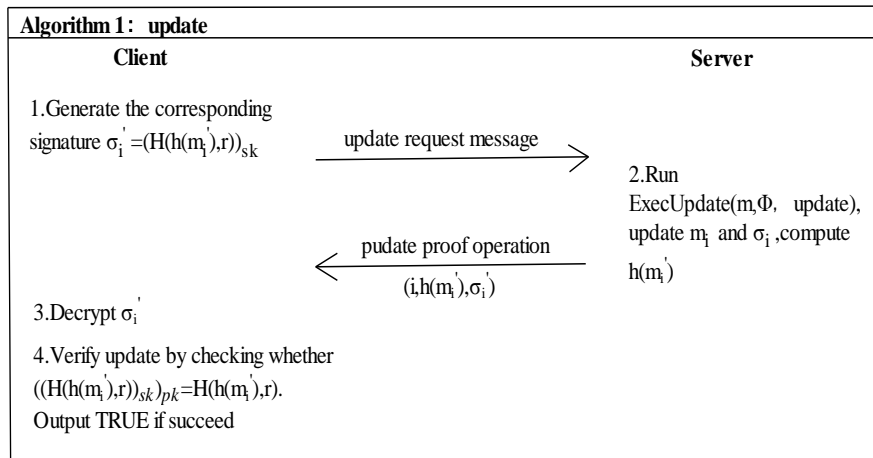 Algorithm 1: update
Client
Server
1.Generate the corresponding
signature σi' =(H(h(mi'),r))sk
update request message
2.Run
ExecUpdate(m,Φ, update),
update mi and σi ,compute
h(mi')
pudate proof operation
(i,h(mi'),σi')
3.Decrypt σi'
4.Verify update by checking whether
((H(h(mi'),r))sk)pk=H(h(mi'),r).
Output TRUE if succeed